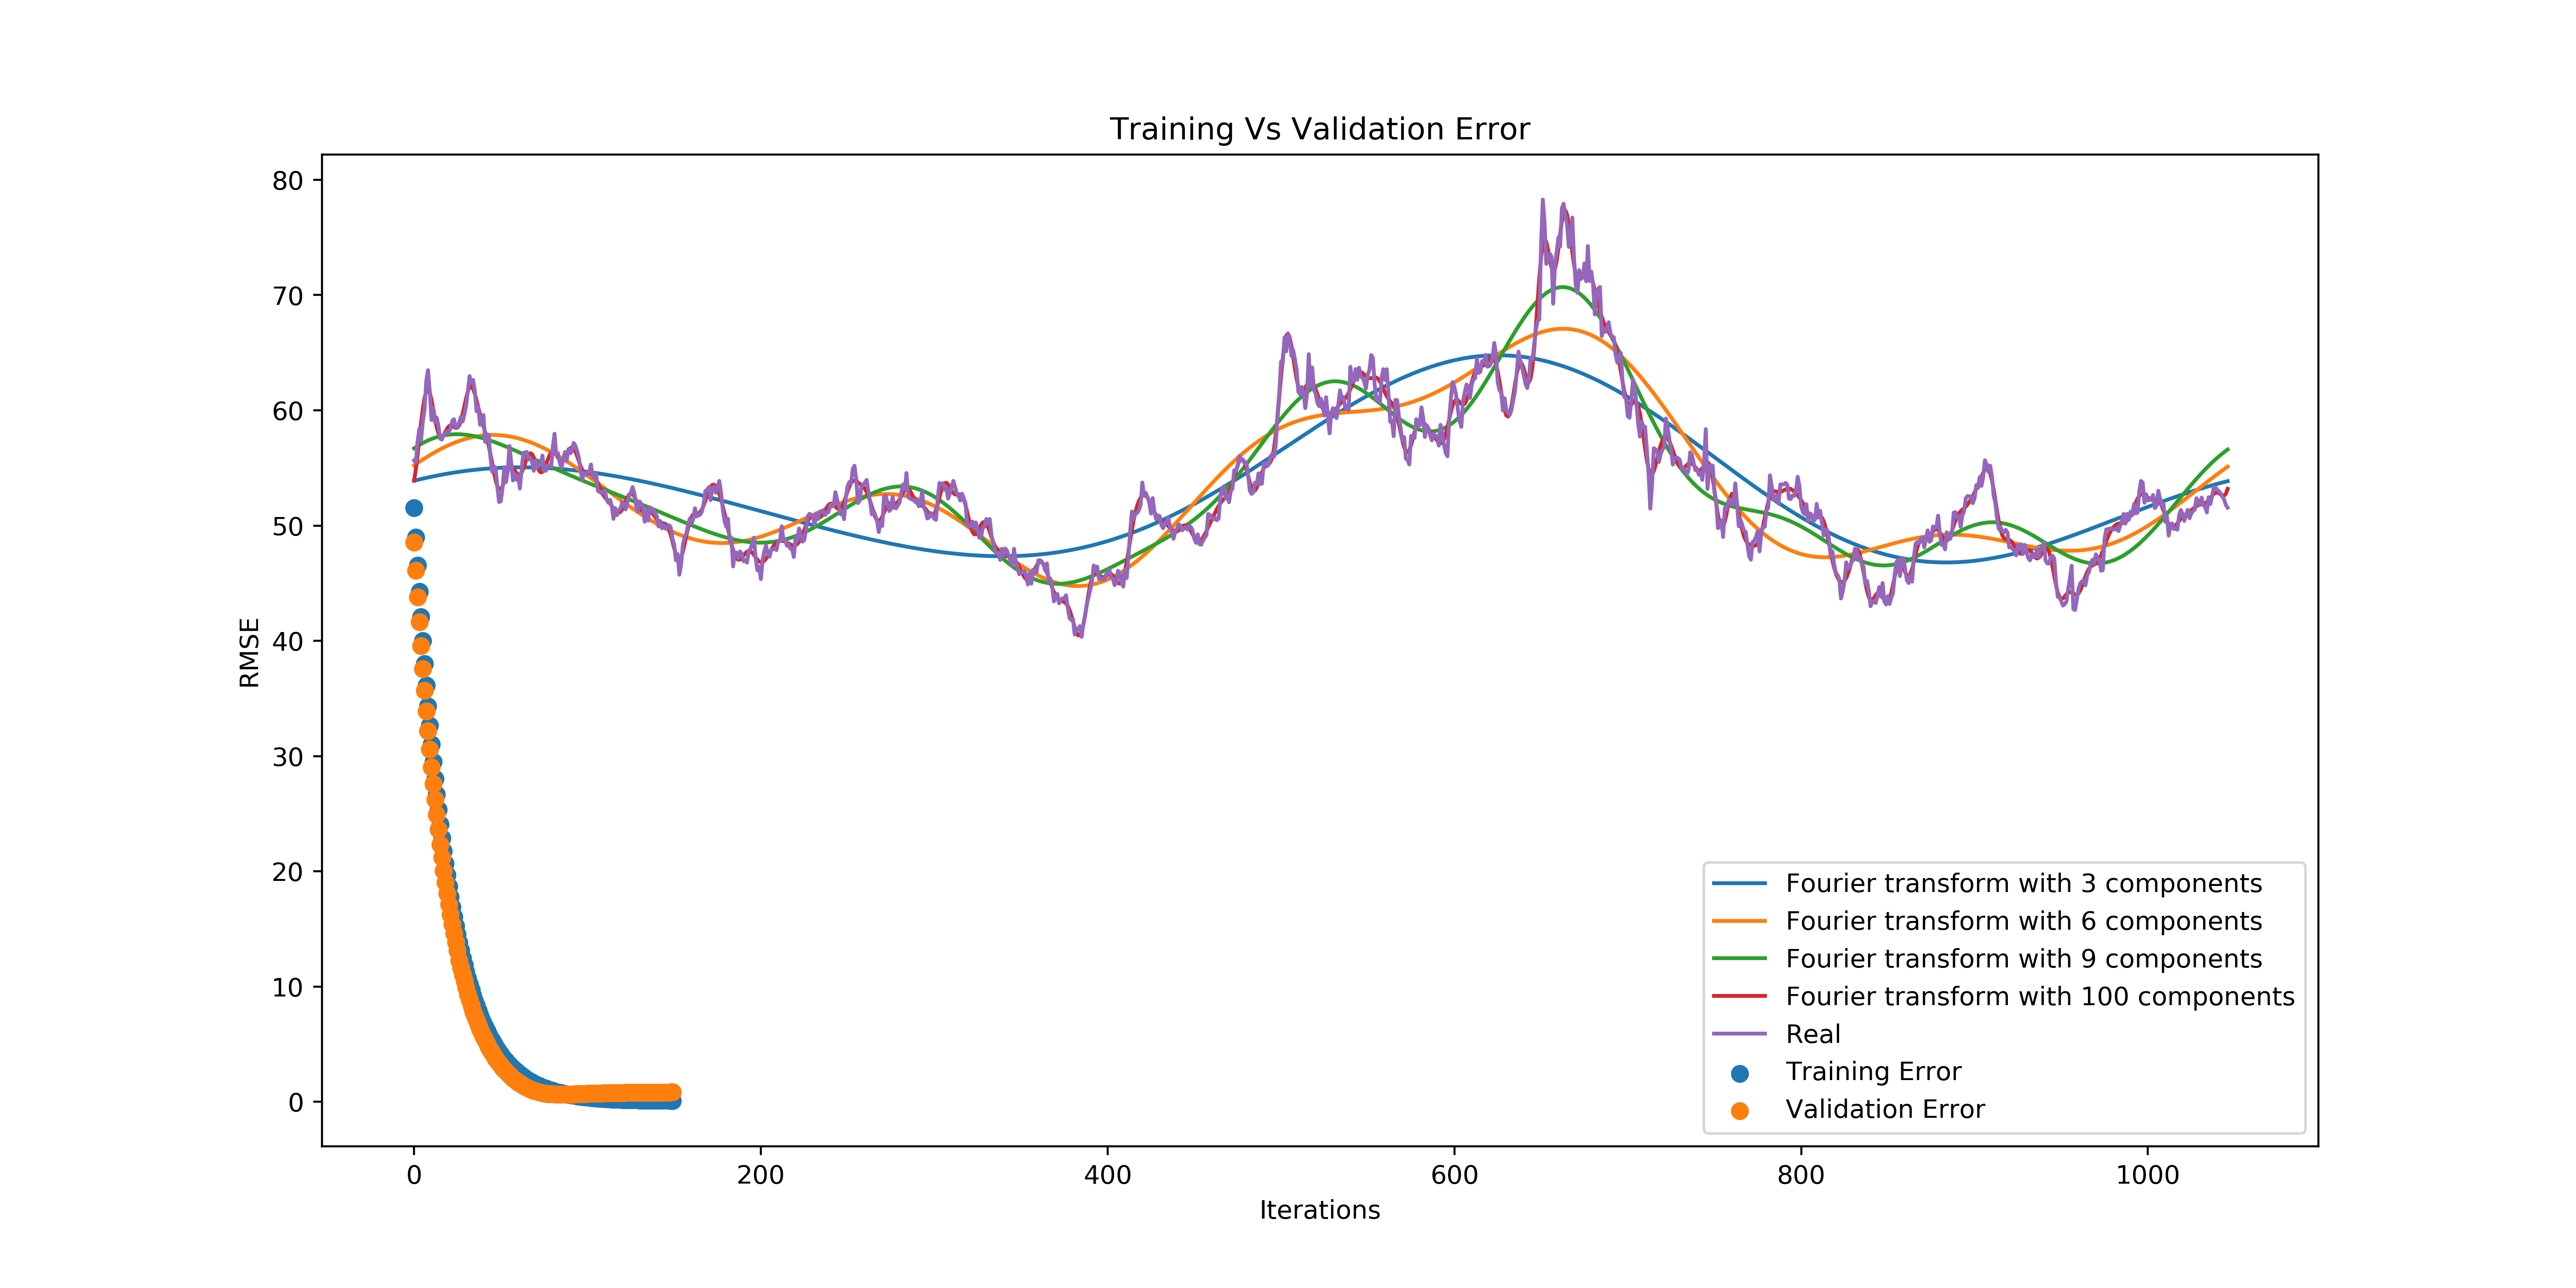 Training Vs Validation Error
80
70
60
50
40
30
20
10
0
RMSE
0
200
400
600
800
1000
Iterations
Fourier transform with 3 components
Fourier transform with 6 components
Fourier transform with 9 components
Fourier transform with 100 components
Real
Training Error
Validation Error